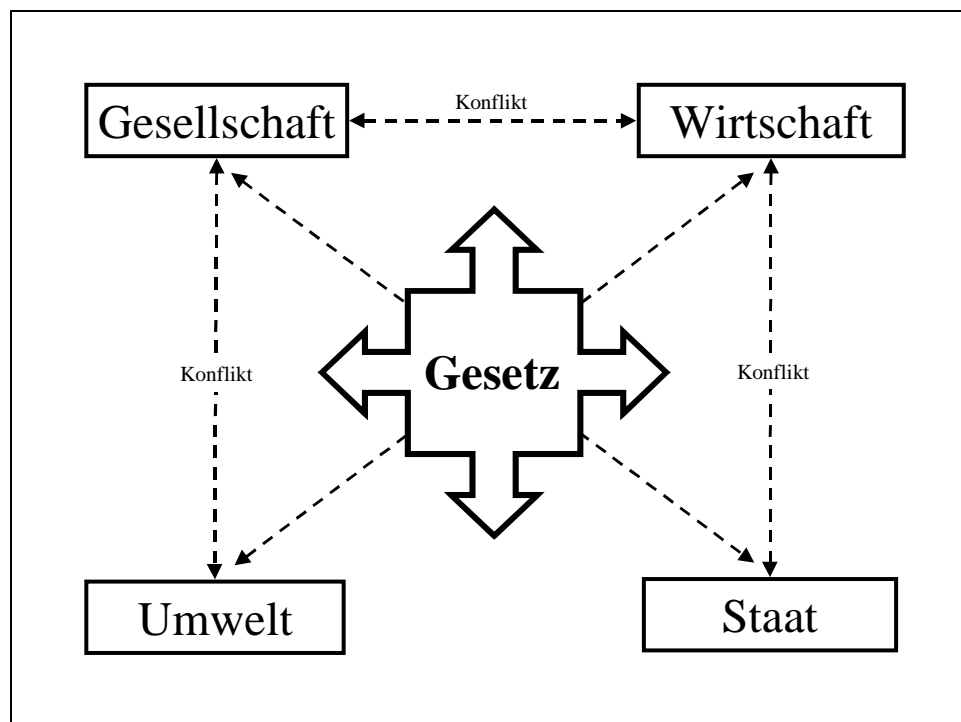 Gesellschaft
Konflikt
Wirtschaft
Konflikt
Gesetz
Konflikt
Umwelt
Staat